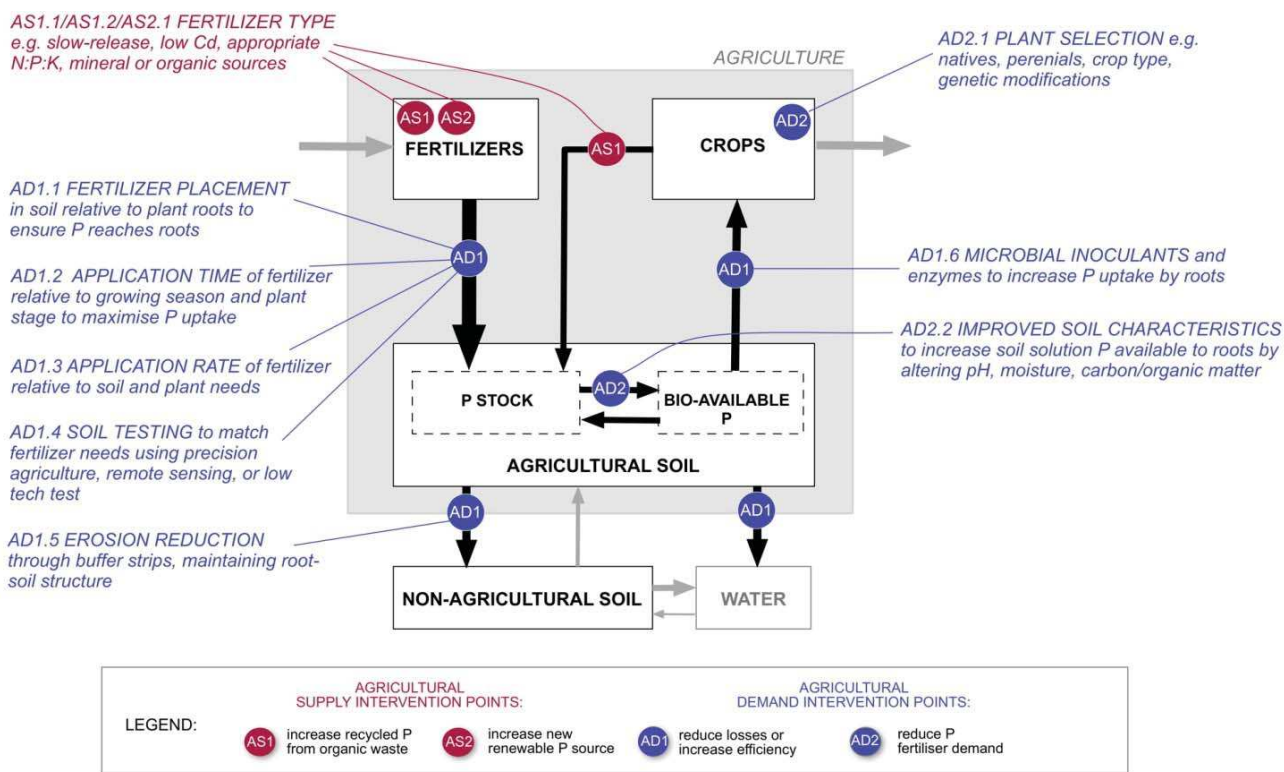 AS1.1/AS1.2/AS2.1 FERTILIZER TYPE
e.g. slow-release, low Cd, appropriate
N:P:K, mineral or organic sources
AGRICULTURE
AD2.1 PLANT SELECTION e.g.
natives, perenials, crop type,
genetic modifications
AS1
AS2
FERTILIZERS
AS1
CROPS
AD2
AD1.1 FERTILIZER PLACEMENT
in soil relative to plant roots to
ensure P reaches roots
AD1.2 APPLICATION TIME of fertilizer
relative to growing season and plant
stage to maximise P uptake
AD1.3 APPLICATION RATE of fertilizer
relative to soil and plant needs
AD1.4 SOIL TESTING to match
fertilizer needs using precision
agriculture, remote sensing, or low
tech test
AD1.5 EROSION REDUCTION
through buffer strips, maintaining root-
soil structure
AD1
AD1
AD1.6 MICROBIAL INOCULANTS and
enzymes to increase P uptake by roots
AD2.2 IMPROVED SOIL CHARACTERISTICS
to increase soil solution P available to roots by
altering pH, moisture, carbon/organic matter
P STOCK
AD2
BIO-AVAILABLE
P
AGRICULTURAL SOIL
AD1
AD1
NON-AGRICULTURAL SOIL
WATER
LEGEND:
AGRICULTURAL
SUPPLY INTERVENTION POINTS:
AS1
increase recycled P
from organic waste
AS2
increase new
renewable P source
AGRICULTURAL
DEMAND INTERVENTION POINTS:
AD1
reduce losses or
increase efficiency
AD2
reduce P
fertiliser demand